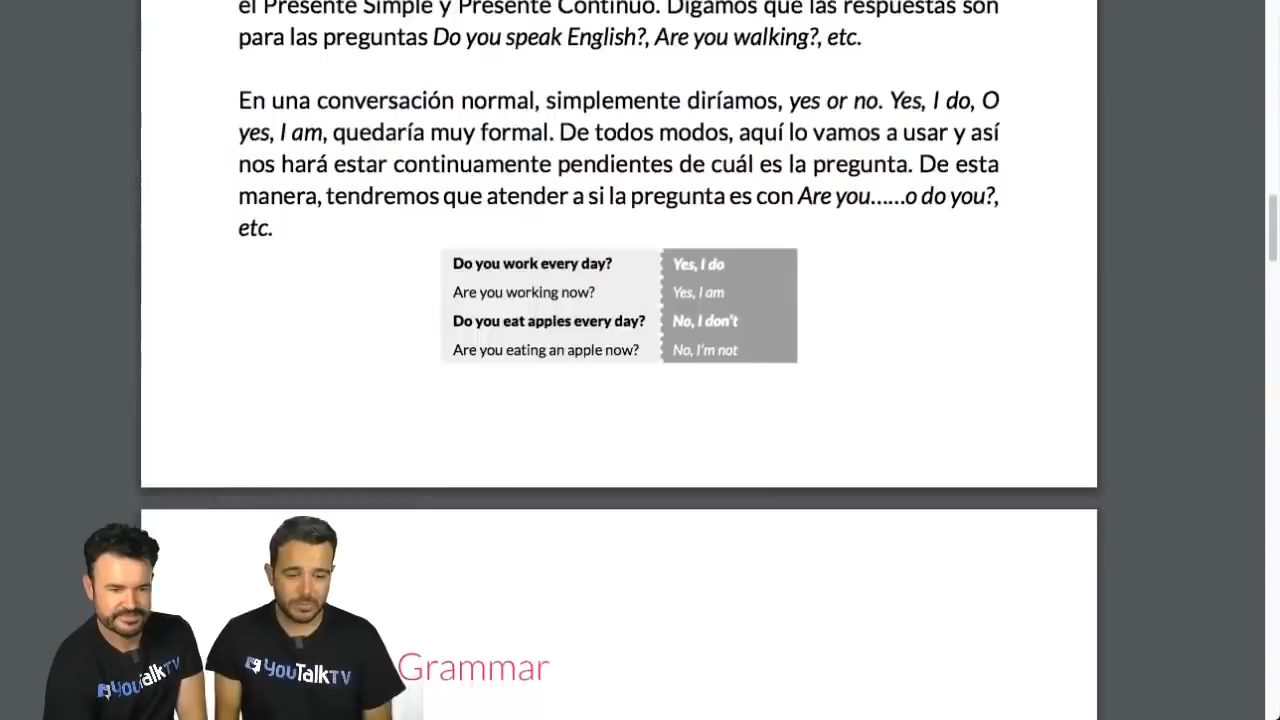 el Presente Simple y Presente Continuo. Digamos que las respuestas son
para las preguntas Do you speak English?, Are you walking?, etc.
En una conversación normal, simplemente diríamos, yes or no. Yes, I do, O
yes, I am, quedaría muy formal. De todos modos, aquí lo vamos a usar y así
nos hará estar continuamente pendientes de cuál es la pregunta. De esta
manera, tendremos que atender a si la pregunta es con Are you......o do you?,
etc.
Do you work every day? Yes, I do
Are you working now? Yes, I am
Do you eat apples every day? No, I don't
Are you eating an apple now? No, I'm not
Grammar
YouTalkTV
YouTalkTV